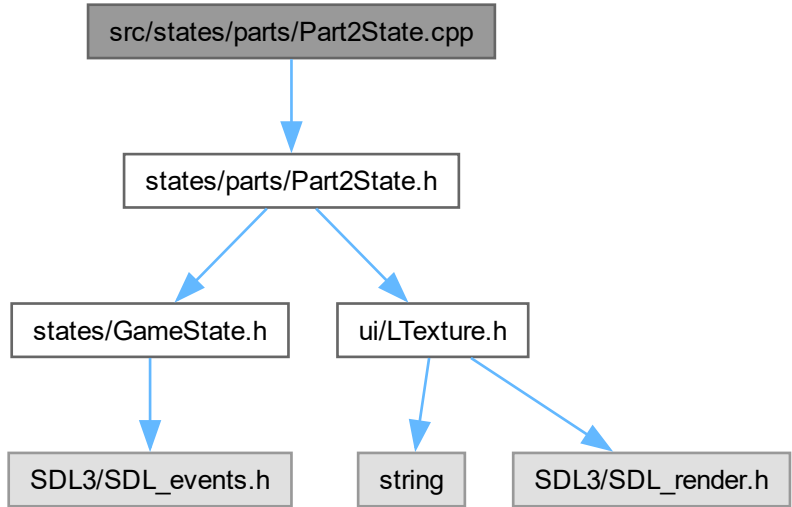 src/states/parts/Part2State.cpp
states/parts/Part2State.h
states/GameState.h
ui/LTexture.h
SDL3/SDL_events.h
string
SDL3/SDL_render.h